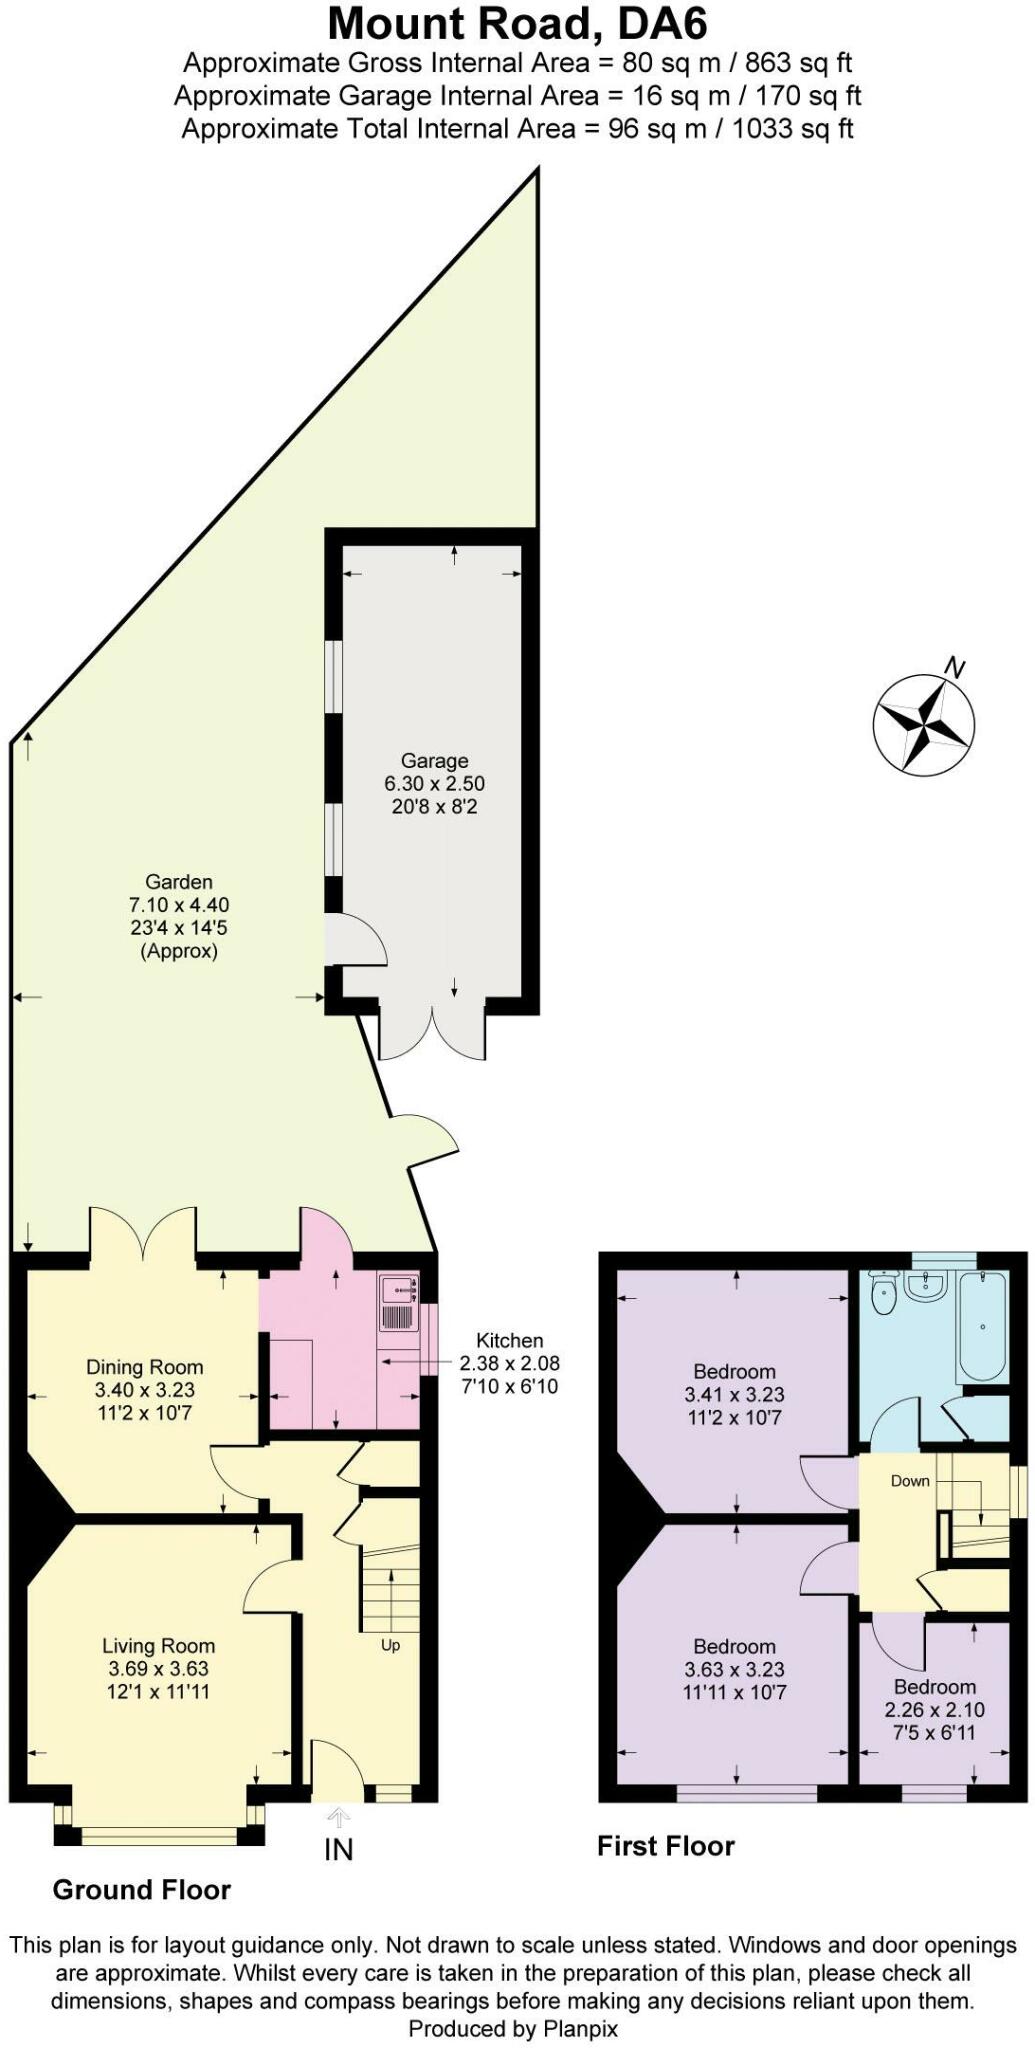 Mount Road, DA6
Approximate Gross Internal Area = 80 sq m / 863 sq ft
Approximate Garage Internal Area = 16 sq m / 170 sq ft
Approximate Total Internal Area = 96 sq m / 1033 sq ft
N
Garage
6.30 x 2.50
20'8 x 8'2
Garden
7.10 x 4.40
23'4 x 14'5
(Approx)
Kitchen
2.38 x 2.08
7'10 x 6'10
Dining Room
3.40 x 3.23
11'2 x 10'7
Up
Living Room
3.69 x 3.63
12'1 x 11'11
IN
Ground Floor
Bedroom
3.41 x 3.23
11'2 x 10'7
Down
Bedroom
3.63 x 3.23
11'11 x 10'7
Bedroom
2.26 x 2.10
7'5 x 6'11
First Floor
This plan is for layout guidance only. Not drawn to scale unless stated. Windows and door openings
are approximate. Whilst every care is taken in the preparation of this plan, please check all
dimensions, shapes and compass bearings before making any decisions reliant upon them.
Produced by Planpix